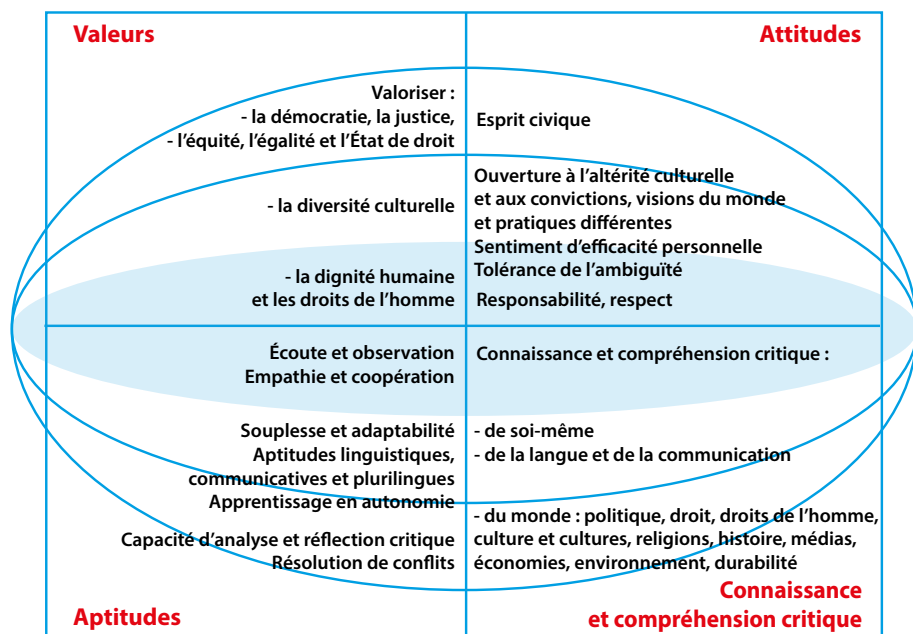 Valeurs
Attitudes
Valoriser :
- la démocratie, la justice,
- l'équité, l'égalité et l'État de droit
Esprit civique
- la diversité culturelle
Ouverture à l'altérité culturelle
et aux convictions, visions du monde
et pratiques différentes
Sentiment d'efficacité personnelle
Tolérance de l'ambiguïté
- la dignité humaine
et les droits de l'homme
Responsabilité, respect
Écoute et observation
Empathie et coopération
Connaissance et compréhension critique :
Souplesse et adaptabilité
Aptitudes linguistiques,
communicatives et plurilingues
Apprentissage en autonomie
- de soi-même
- de la langue et de la communication
Capacité d'analyse et réflection critique
Résolution de conflits
- du monde : politique, droit, droits de l'homme,
culture et cultures, religions, histoire, médias,
économies, environnement, durabilité
Aptitudes
Connaissance
et compréhension critique